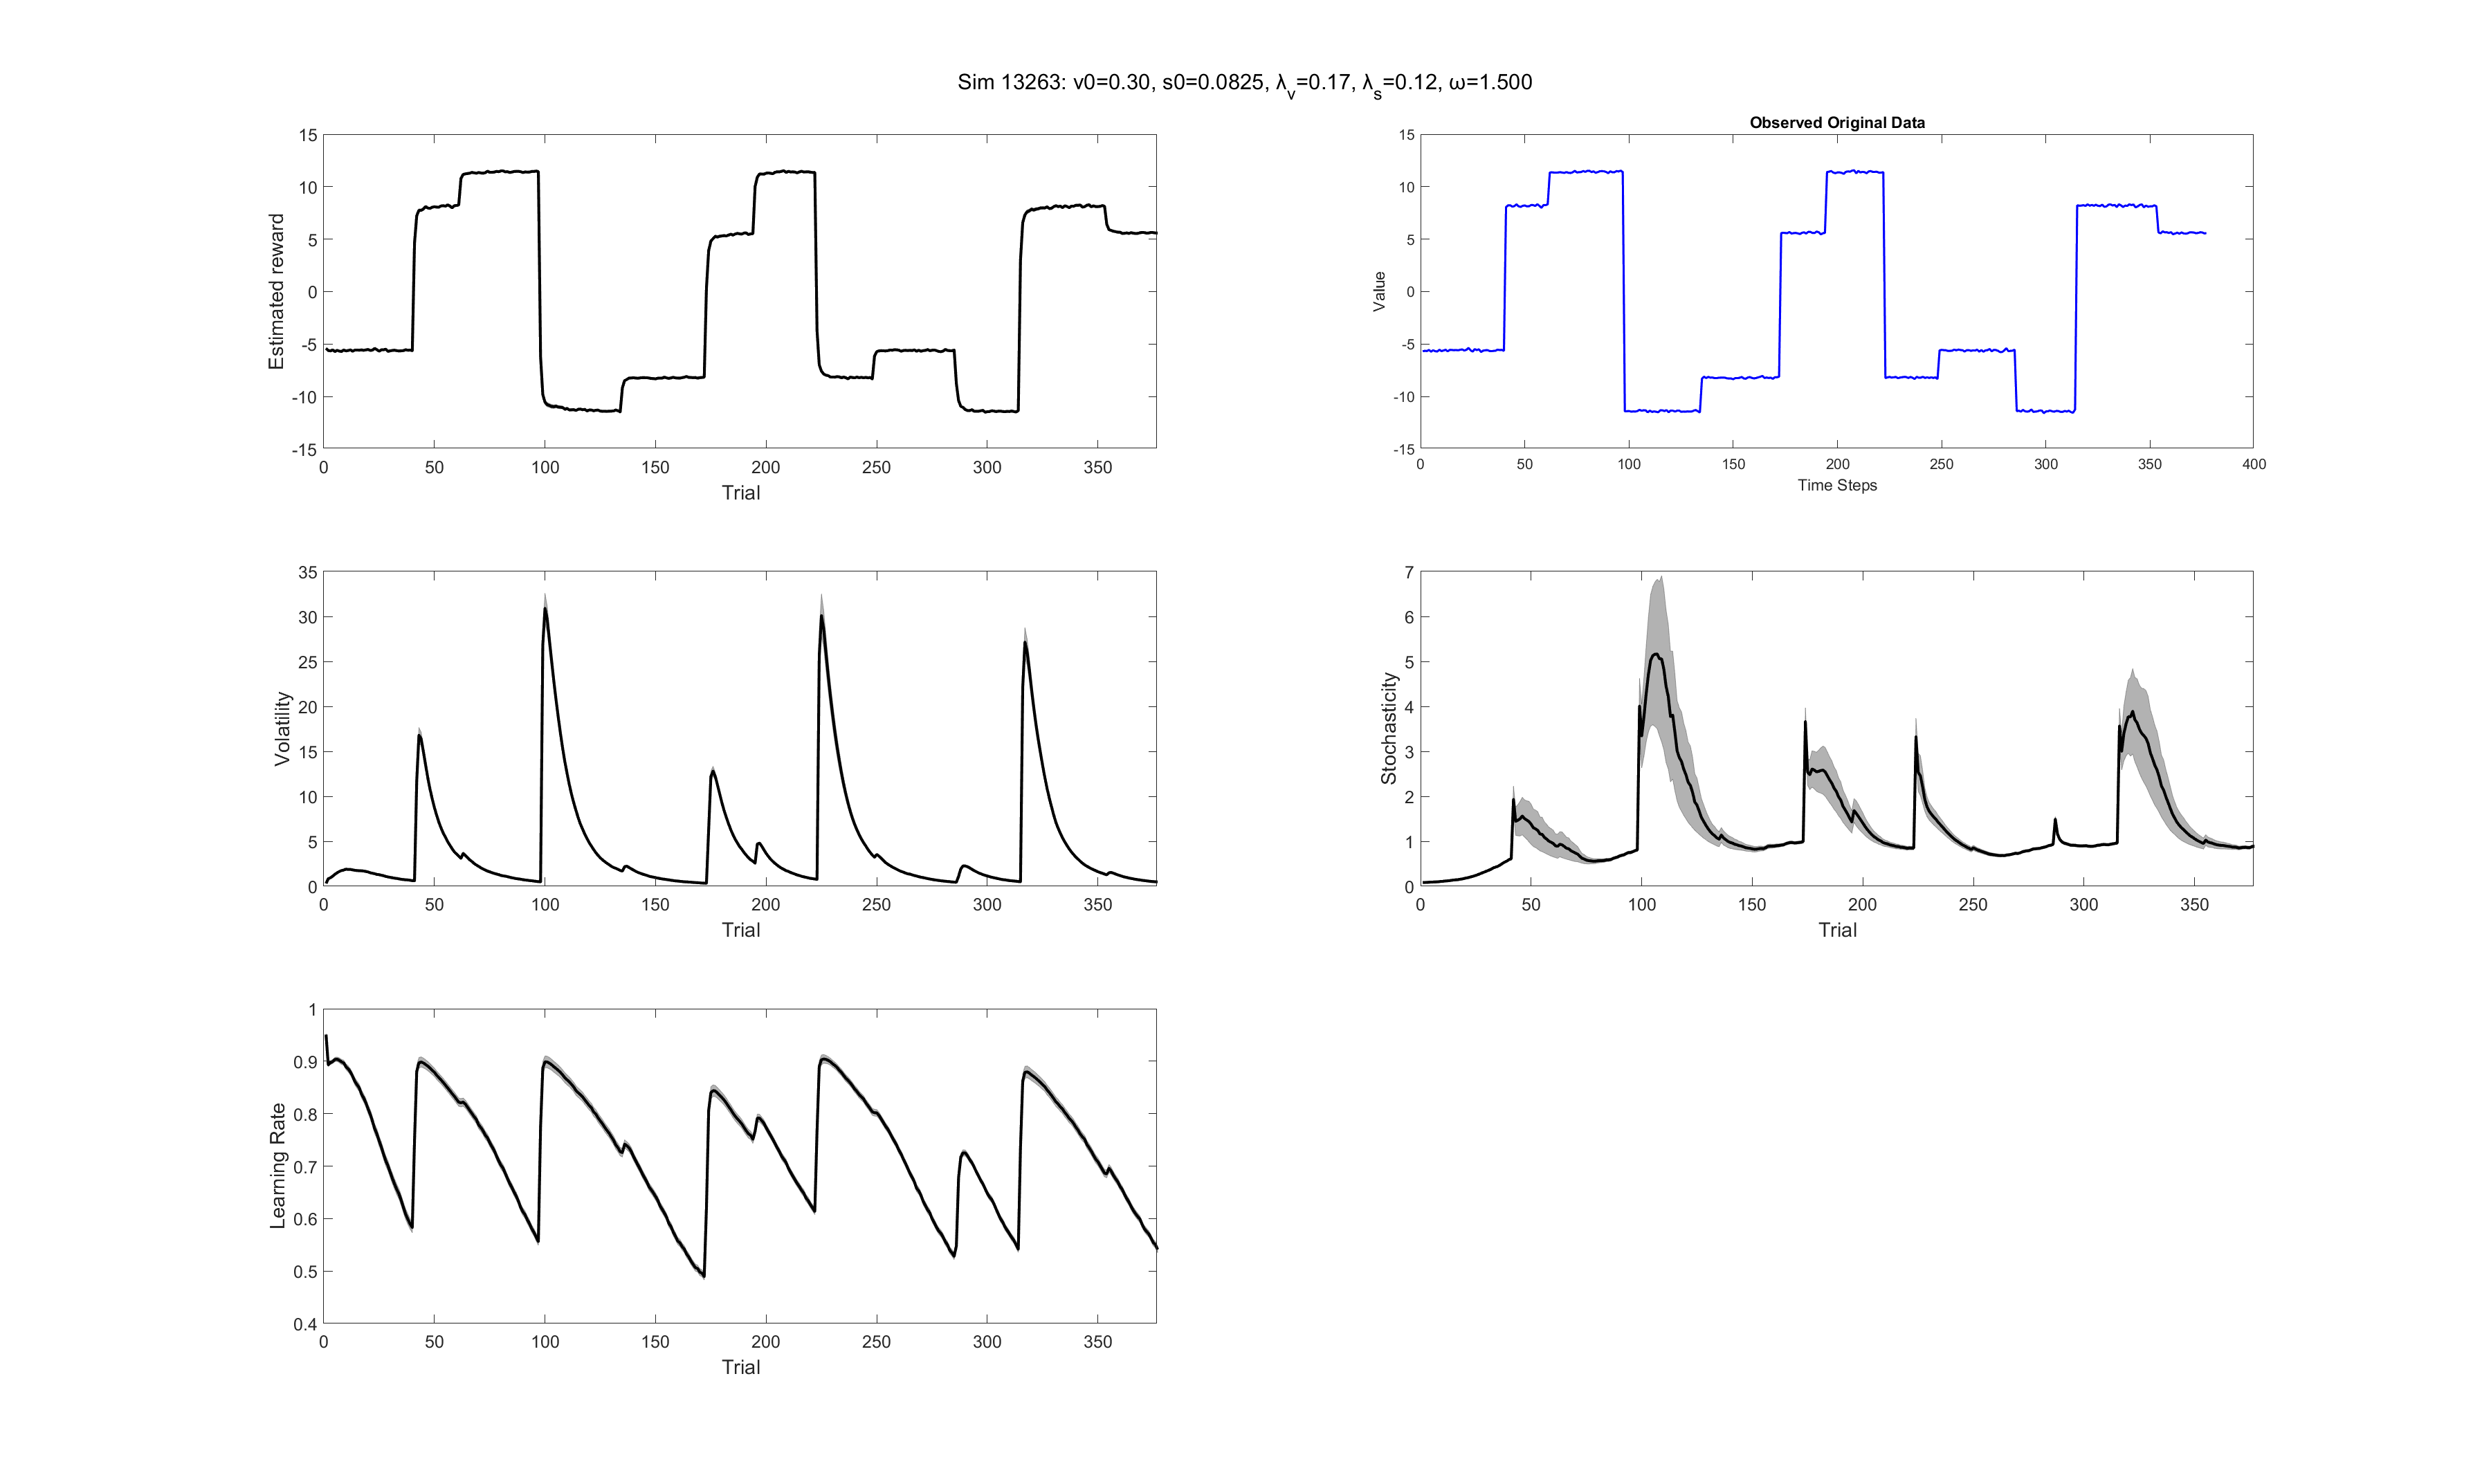 Sim 13263: v0=0.30, s0=0.0825, λv=0.17, λs=0.12, ω=1.500
15
10
5
0
-5
-10
-15
Estimated reward
0 50 100 150 200 250 300 350
Trial
Observed Original Data
15
10
5
0
-5
-10
-15
Value
0 50 100 150 200 250 300 350 400
Time Steps
35
30
25
20
15
10
5
0
Volatility
0 50 100 150 200 250 300 350
Trial
7
6
5
4
3
2
1
0
Stochasticity
0 50 100 150 200 250 300 350
Trial
1
0.9
0.8
0.7
0.6
0.5
0.4
Learning Rate
0 50 100 150 200 250 300 350
Trial